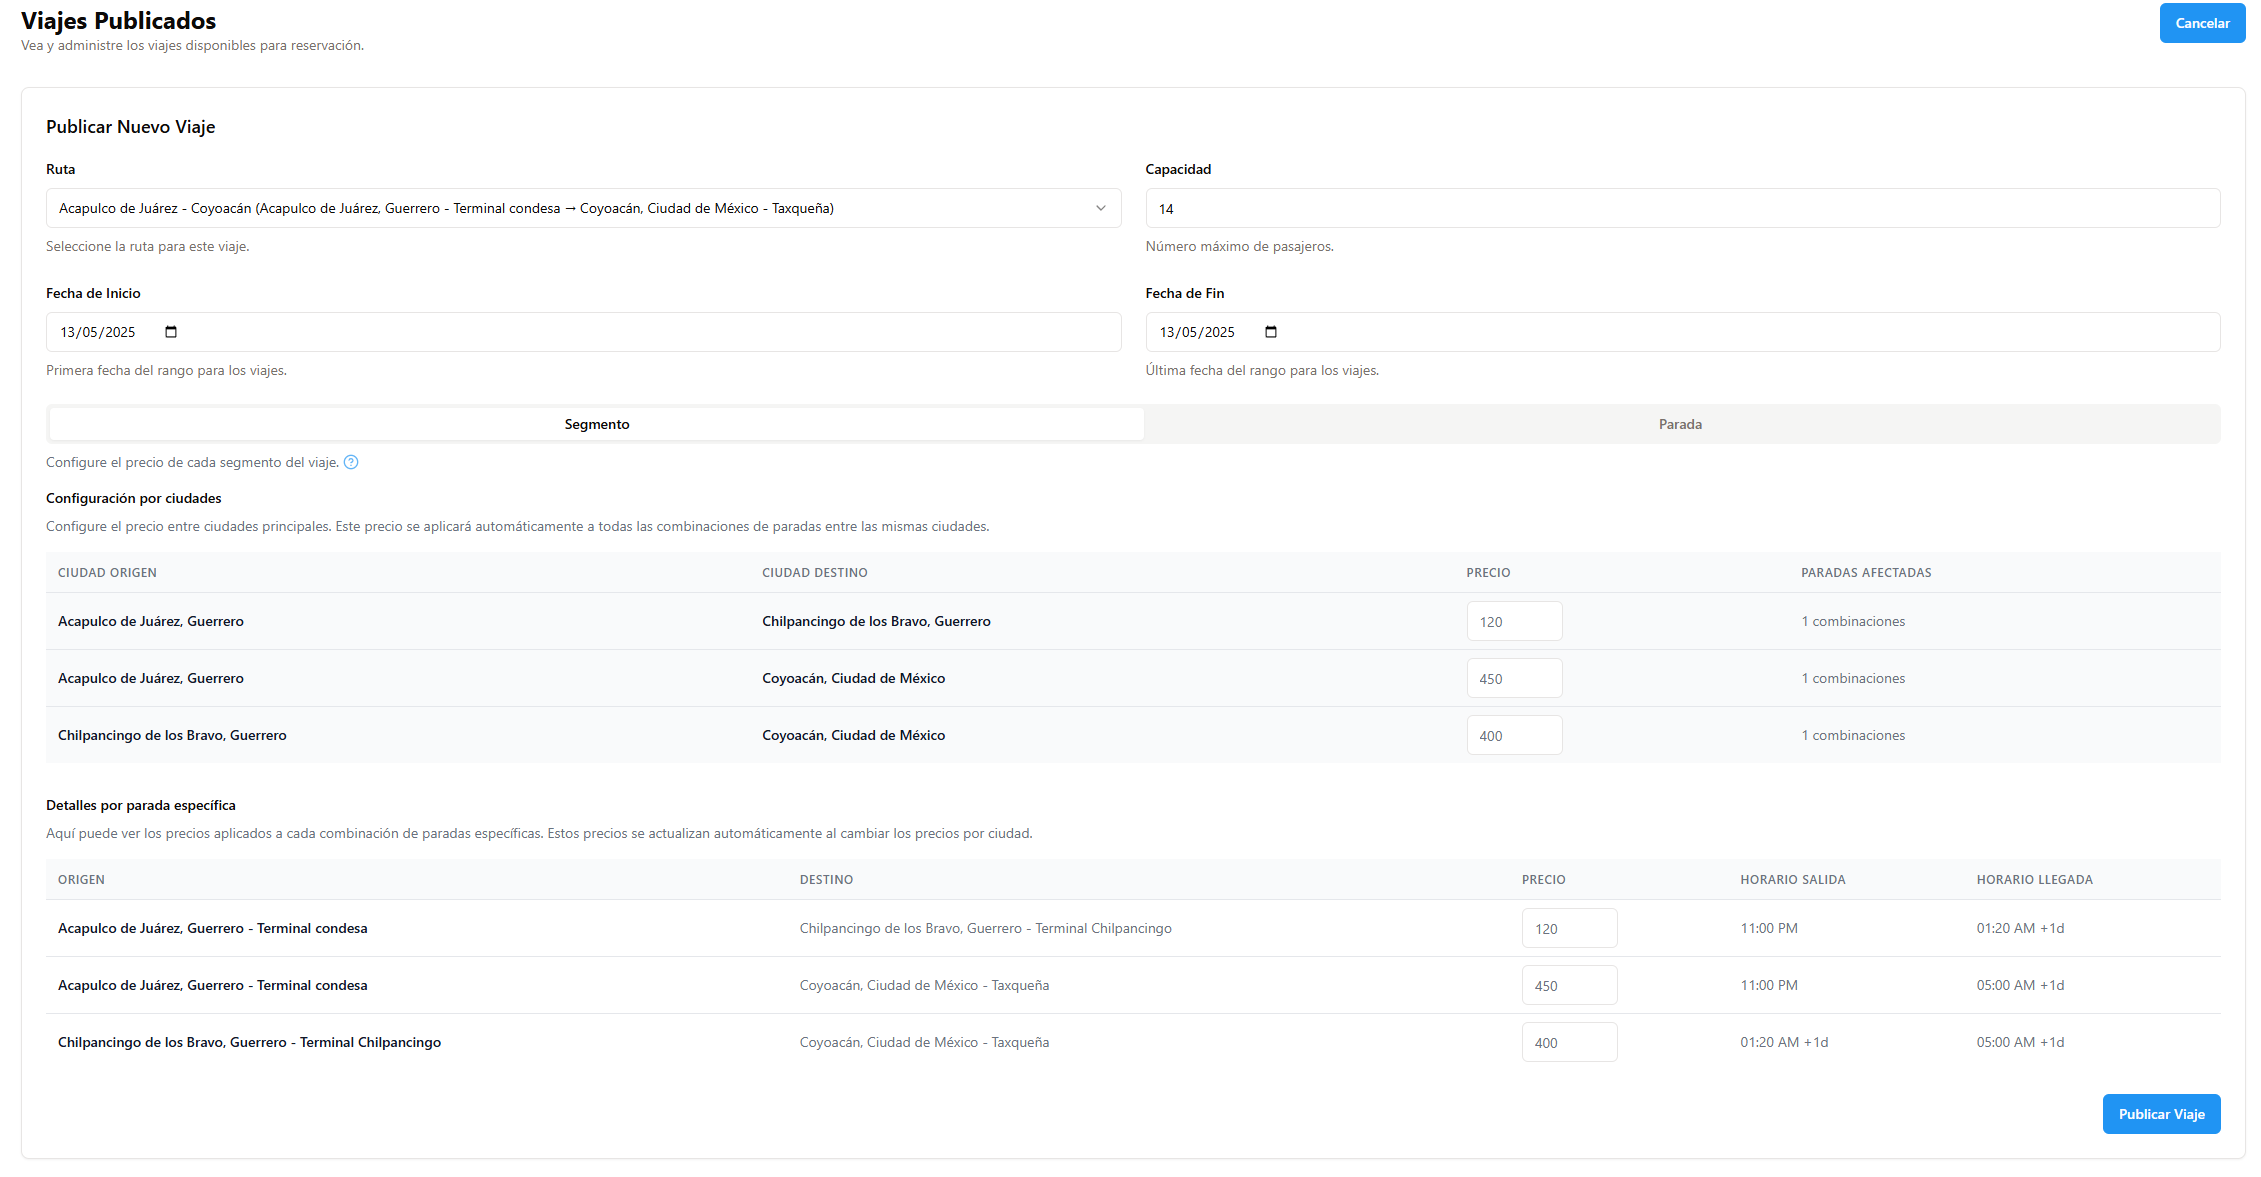 Viajes Publicados
Cancelar
Vea y administre los viajes disponibles para reservación.
Publicar Nuevo Viaje
Ruta
Capacidad
Acapulco de Juárez - Coyoacán (Acapulco de Juárez, Guerrero - Terminal condesa → Coyoacán, Ciudad de México - Taxqueña)
14
Seleccione la ruta para este viaje.
Número máximo de pasajeros.
Fecha de Inicio
Fecha de Fin
13/05/2025
13/05/2025
Primera fecha del rango para los viajes.
Última fecha del rango para los viajes.
Segmento
Parada
Configure el precio de cada segmento del viaje. ?
Configuración por ciudades
Configure el precio entre ciudades principales. Este precio se aplicará automáticamente a todas las combinaciones de paradas entre las mismas ciudades.
CIUDAD ORIGEN CIUDAD DESTINO PRECIO PARADAS AFECTADAS
Acapulco de Juárez, Guerrero Chilpancingo de los Bravo, Guerrero 120 1 combinaciones
Acapulco de Juárez, Guerrero Coyoacán, Ciudad de México 450 1 combinaciones
Chilpancingo de los Bravo, Guerrero Coyoacán, Ciudad de México 400 1 combinaciones
Detalles por parada específica
Aquí puede ver los precios aplicados a cada combinación de paradas específicas. Estos precios se actualizan automáticamente al cambiar los precios por ciudad.
ORIGEN DESTINO PRECIO HORARIO SALIDA HORARIO LLEGADA
Acapulco de Juárez, Guerrero - Terminal condesa Chilpancingo de los Bravo, Guerrero - Terminal Chilpancingo 120 11:00 PM 01:20 AM +1d
Acapulco de Juárez, Guerrero - Terminal condesa Coyoacán, Ciudad de México - Taxqueña 450 11:00 PM 05:00 AM +1d
Chilpancingo de los Bravo, Guerrero - Terminal Chilpancingo Coyoacán, Ciudad de México - Taxqueña 400 01:20 AM +1d 05:00 AM +1d
Publicar Viaje